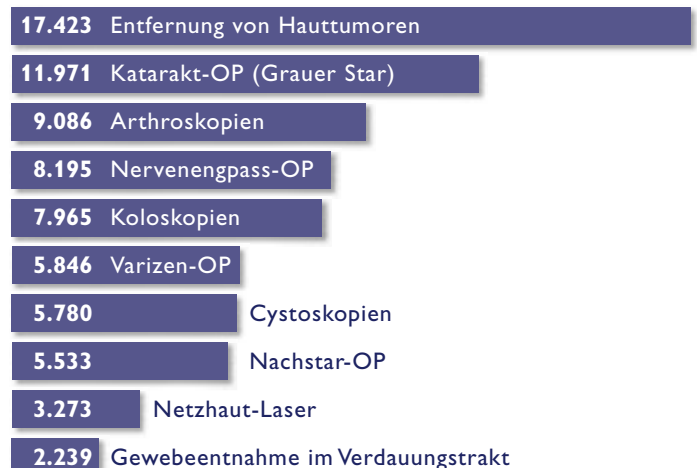 17.423 Entfernung von Hauttumoren
11.971 Katarakt-OP (Grauer Star)
9.086 Arthroskopien
8.195 Nervenengpass-OP
7.965 Koloskopien
5.846 Varizen-OP
5.780 Cystoskopien
5.533 Nachstar-OP
3.273 Netzhaut-Laser
2.239 Gewebeentnahme im Verdauungstrakt